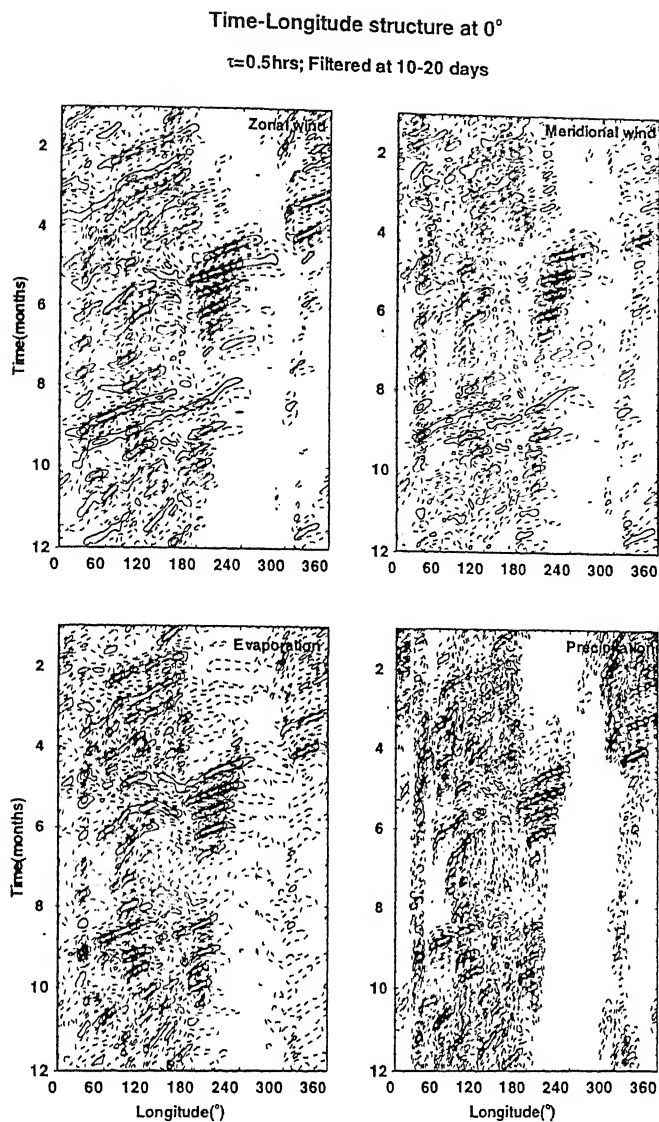 Time-Longitude structure at 0°
τ=0.5hrs; Filtered at 10-20 days
Zonal wind
Meridional wind
2
4
6
8
10
12
Time(months)
0 60 120 180 240 300 360
2
4
6
8
10
12
0 60 120 180 240 300 360
Evaporation
Precipitation
2
4
6
8
10
12
Time(months)
0 60 120 180 240 300 360
Longitude(°)
2
4
6
8
10
12
0 60 120 180 240 300 360
Longitude(°)